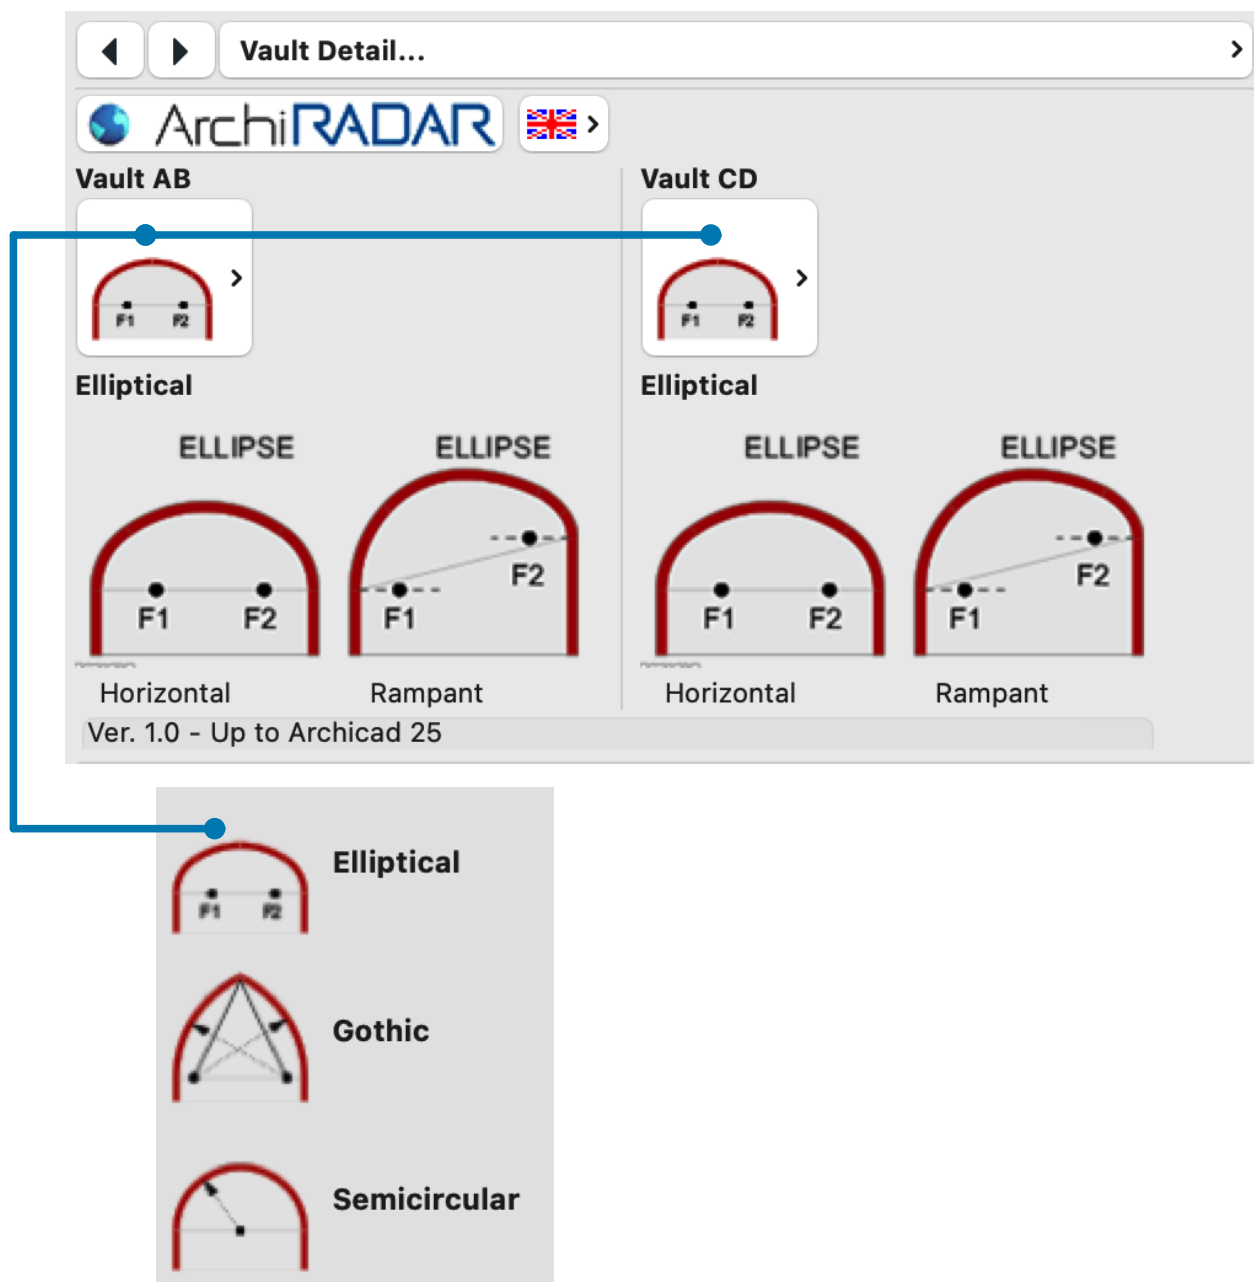 Vault Detail...
ArchiRADAR
Vault AB
Vault CD
F1 F2
F1 F2
Elliptical
Elliptical
ELLIPSE ELLIPSE
ELLIPSE ELLIPSE
F1 F2 F1 F2
F1 F2 F1 F2
Horizontal Rampant
Horizontal Rampant
Ver. 1.0 - Up to Archicad 25
Elliptical
F1 F2
Gothic
Semicircular